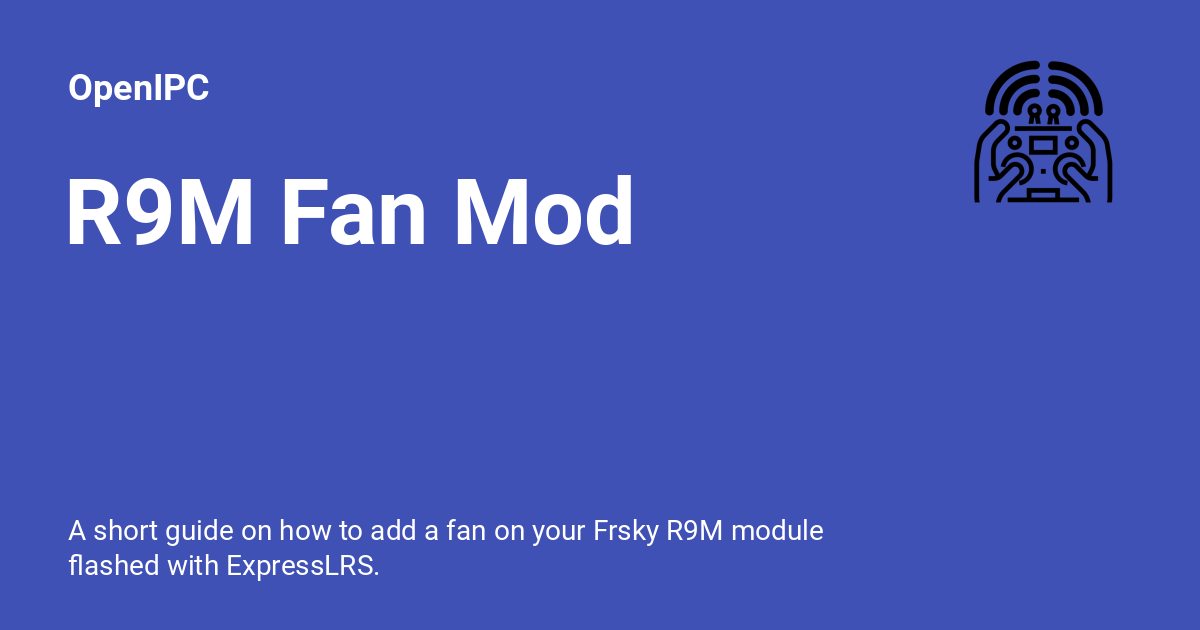 OpenIPC
R9M Fan Mod
A short guide on how to add a fan on your Frsky R9M module
flashed with ExpressLRS.